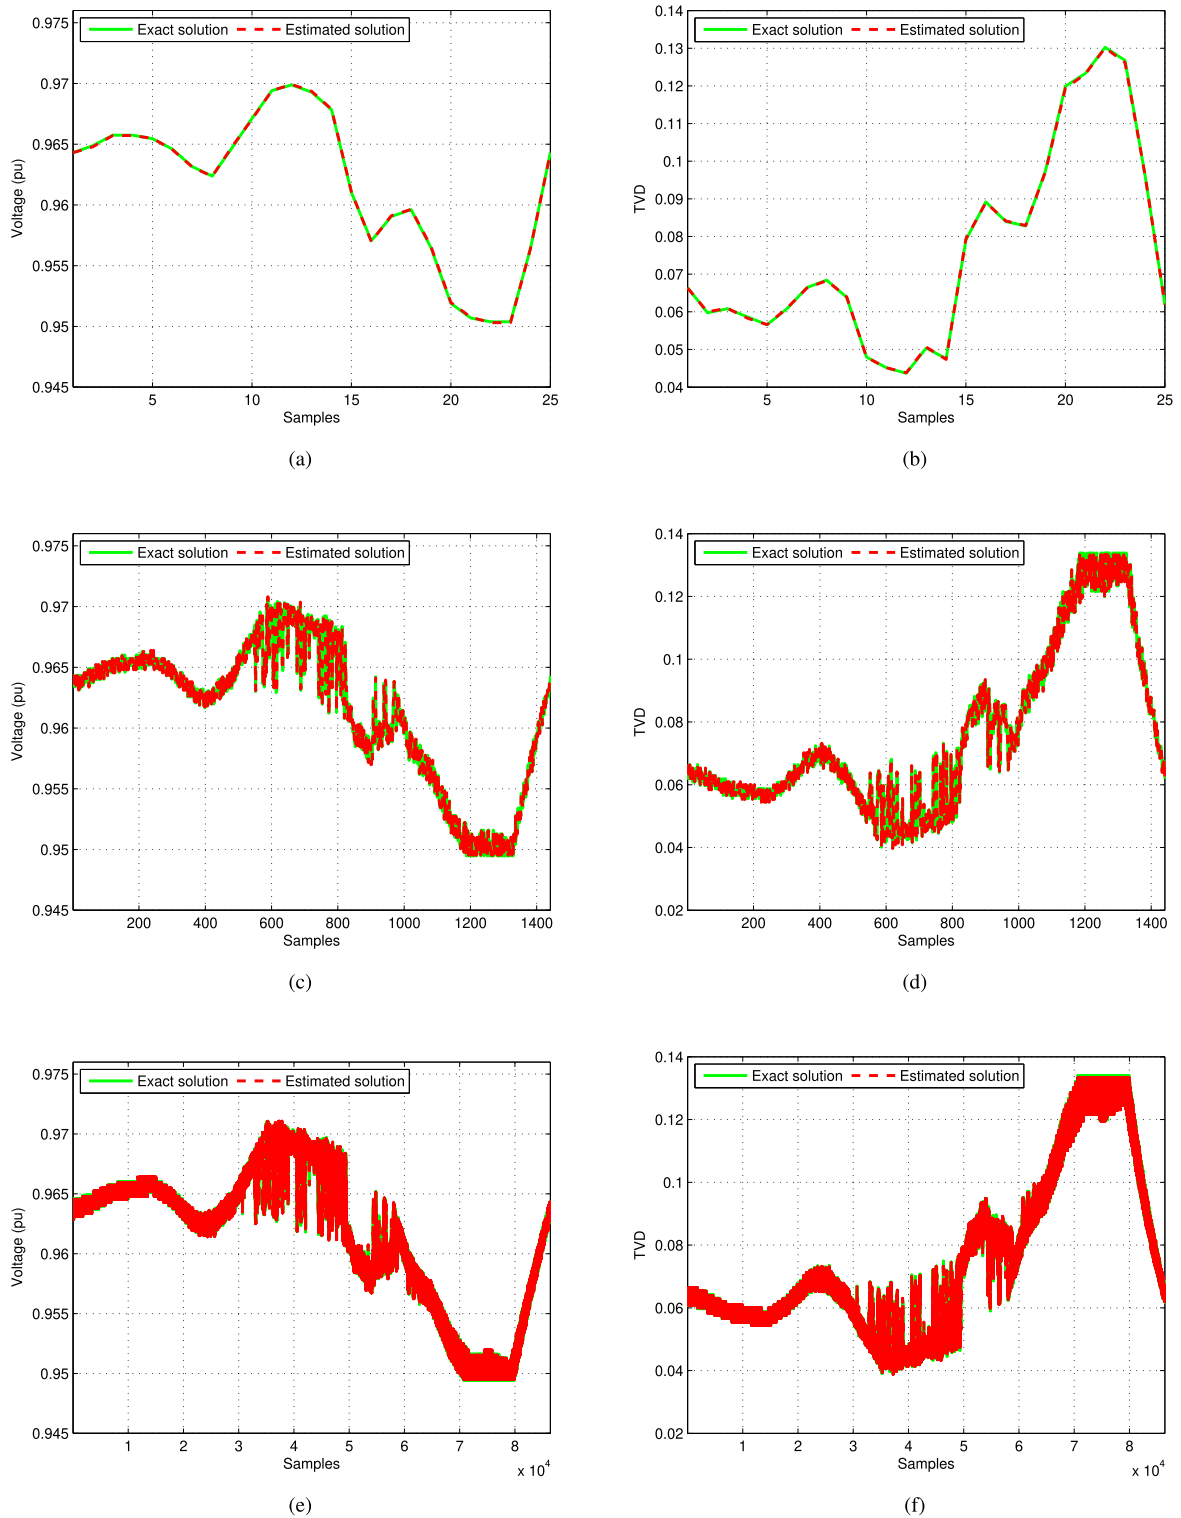 Exact solution Estimated solution
0.975
0.97
0.965
0.96
0.955
0.95
0.945
Voltage (pu)
5 10 15 20 25
Samples
(a)
Exact solution Estimated solution
0.14
0.13
0.12
0.11
0.1
0.09
0.08
0.07
0.06
0.05
0.04
TVD
5 10 15 20 25
Samples
(b)
Exact solution Estimated solution
0.975
0.97
0.965
0.96
0.955
0.95
0.945
Voltage (pu)
200 400 600 800 1000 1200 1400
Samples
(c)
Exact solution Estimated solution
0.14
0.12
0.1
0.08
0.06
0.04
0.02
TVD
200 400 600 800 1000 1200 1400
Samples
(d)
Exact solution Estimated solution
0.975
0.97
0.965
0.96
0.955
0.95
0.945
Voltage (pu)
1 2 3 4 5 6 7 8
Samples
x 10⁴
(e)
Exact solution Estimated solution
0.14
0.12
0.1
0.08
0.06
0.04
0.02
TVD
1 2 3 4 5 6 7 8
Samples
x 10⁴
(f)